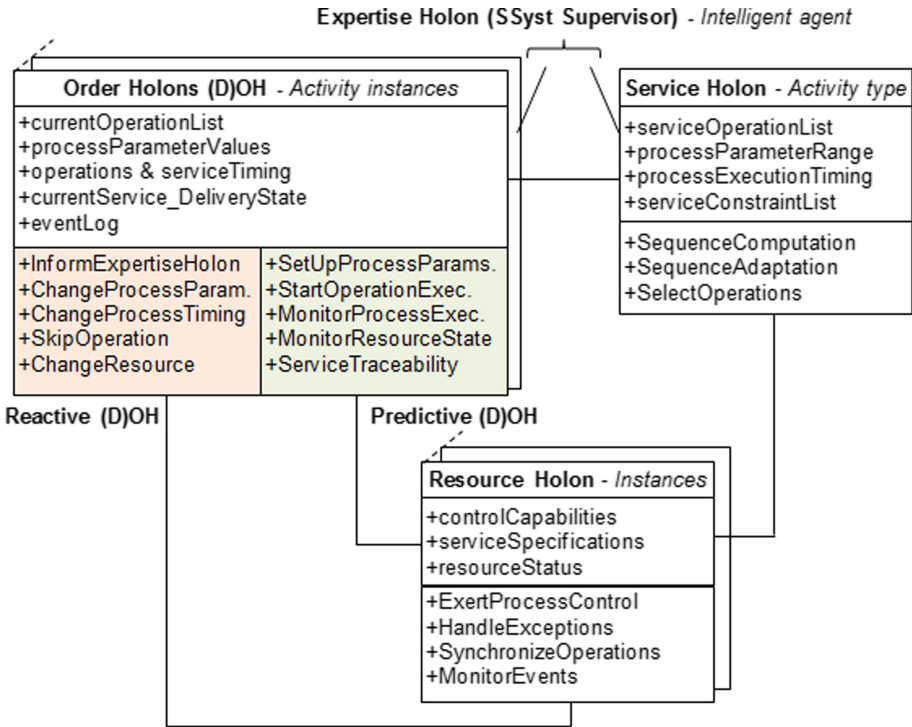 Expertise Holon (SSyst Supervisor) - Intelligent agent
Order Holons (D)OH - Activity instances
+currentOperationList
+processParameterValues
+operations & serviceTiming
+currentService_DeliveryState
+eventLog
+InformExpertiseHolon
+ChangeProcessParam.
+ChangeProcessTiming
+SkipOperation
+ChangeResource
+SetUpProcessParams.
+StartOperationExec.
+MonitorProcessExec.
+MonitorResourceState
+ServiceTraceability
Service Holon - Activity type
+serviceOperationList
+processParameterRange
+processExecutionTiming
+serviceConstraintList
+SequenceComputation
+SequenceAdaptation
+SelectOperations
Reactive (D)OH
Predictive (D)OH
Resource Holon - Instances
+controlCapabilities
+serviceSpecifications
+resourceStatus
+ExertProcessControl
+HandleExceptions
+SynchronizeOperations
+MonitorEvents